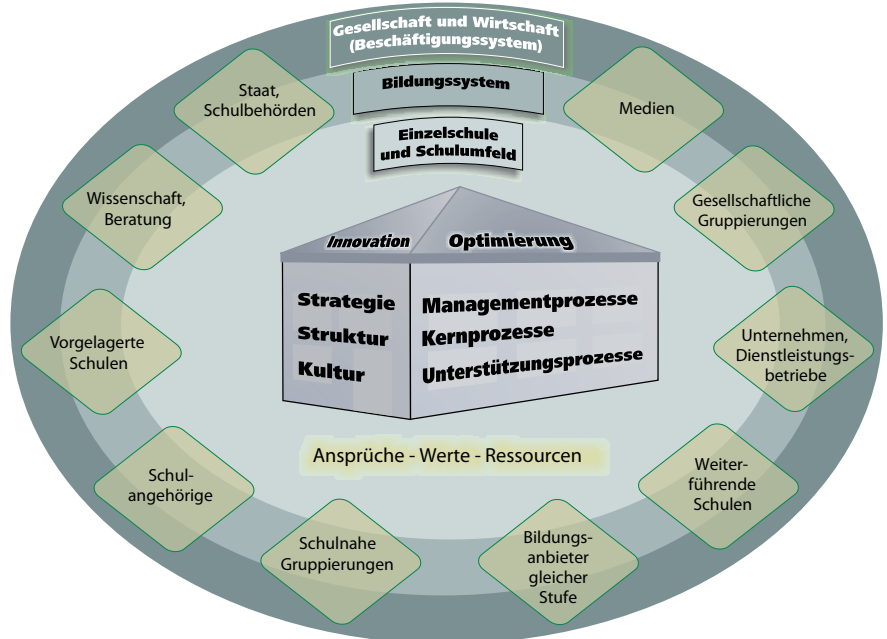 Gesellschaft und Wirtschaft
(Beschäftigungssystem)
Bildungssystem
Einzelschule
und Schulumfeld
Staat,
Schulbehörden
Medien
Wissenschaft,
Beratung
Gesellschaftliche
Gruppierungen
Innovation
Optimierung
Strategie
Struktur
Kultur
Managementprozesse
Kernprozesse
Unterstützungsprozesse
Vorgelagerte
Schulen
Unternehmen,
Dienstleistungs-
betriebe
Ansprüche - Werte - Ressourcen
Schul-
angehörige
Weiter-
führende
Schulen
Schulnahe
Gruppierungen
Bildungs-
anbieter
gleicher
Stufe